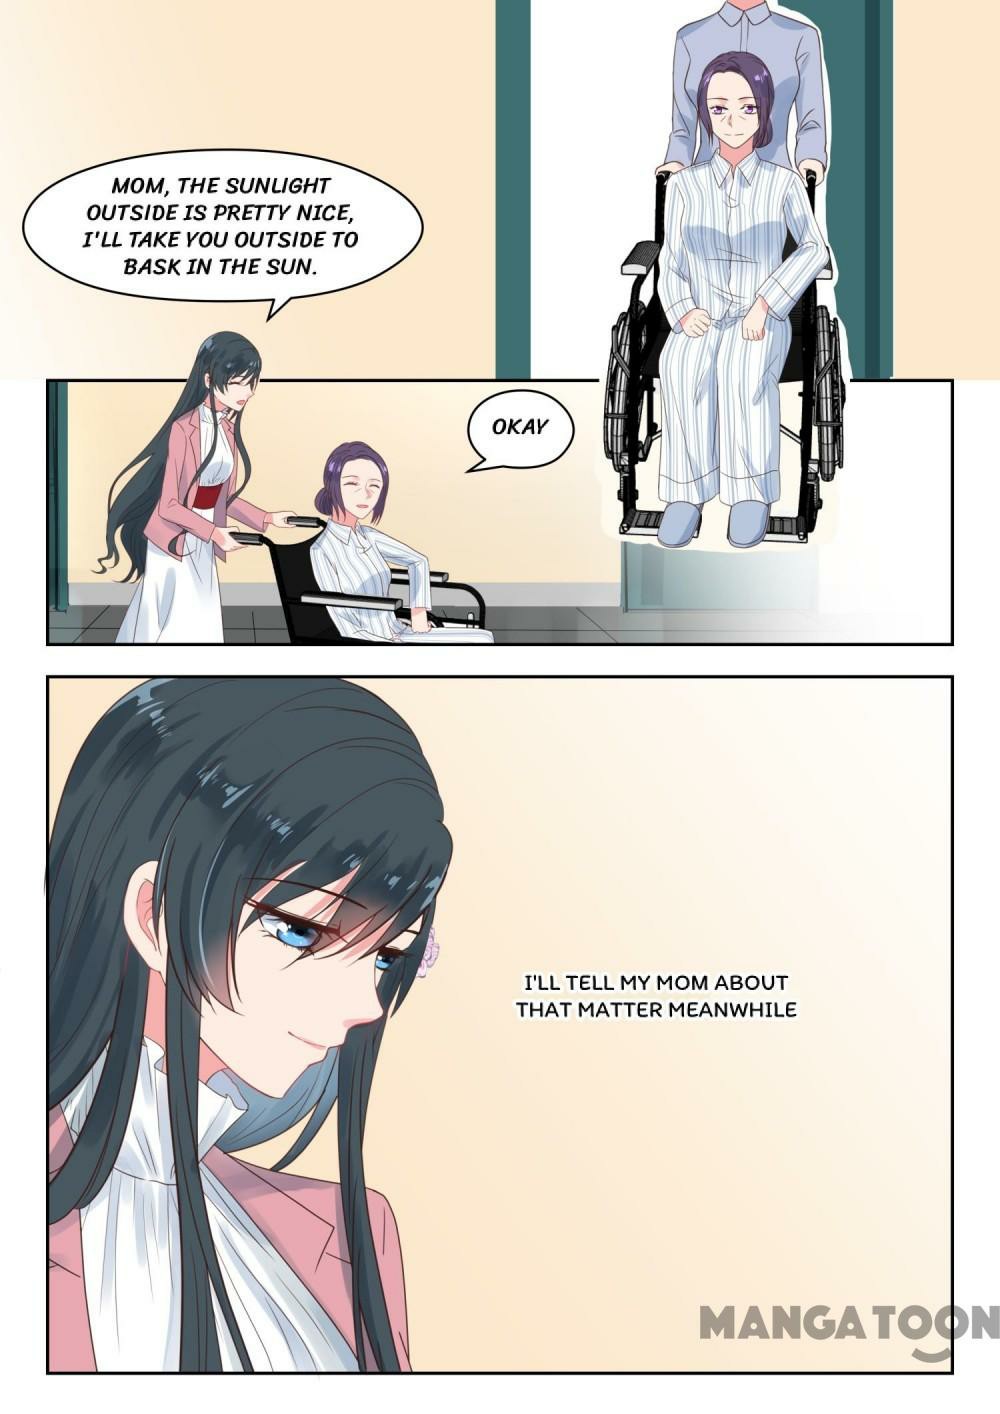 MOM, THE SUNLIGHT
OUTSIDE IS PRETTY NICE,
I'LL TAKE YOU OUTSIDE TO
BASK IN THE SUN.
OKAY
I'LL TELL MY MOM ABOUT
THAT MATTER MEANWHILE
MANGATOON